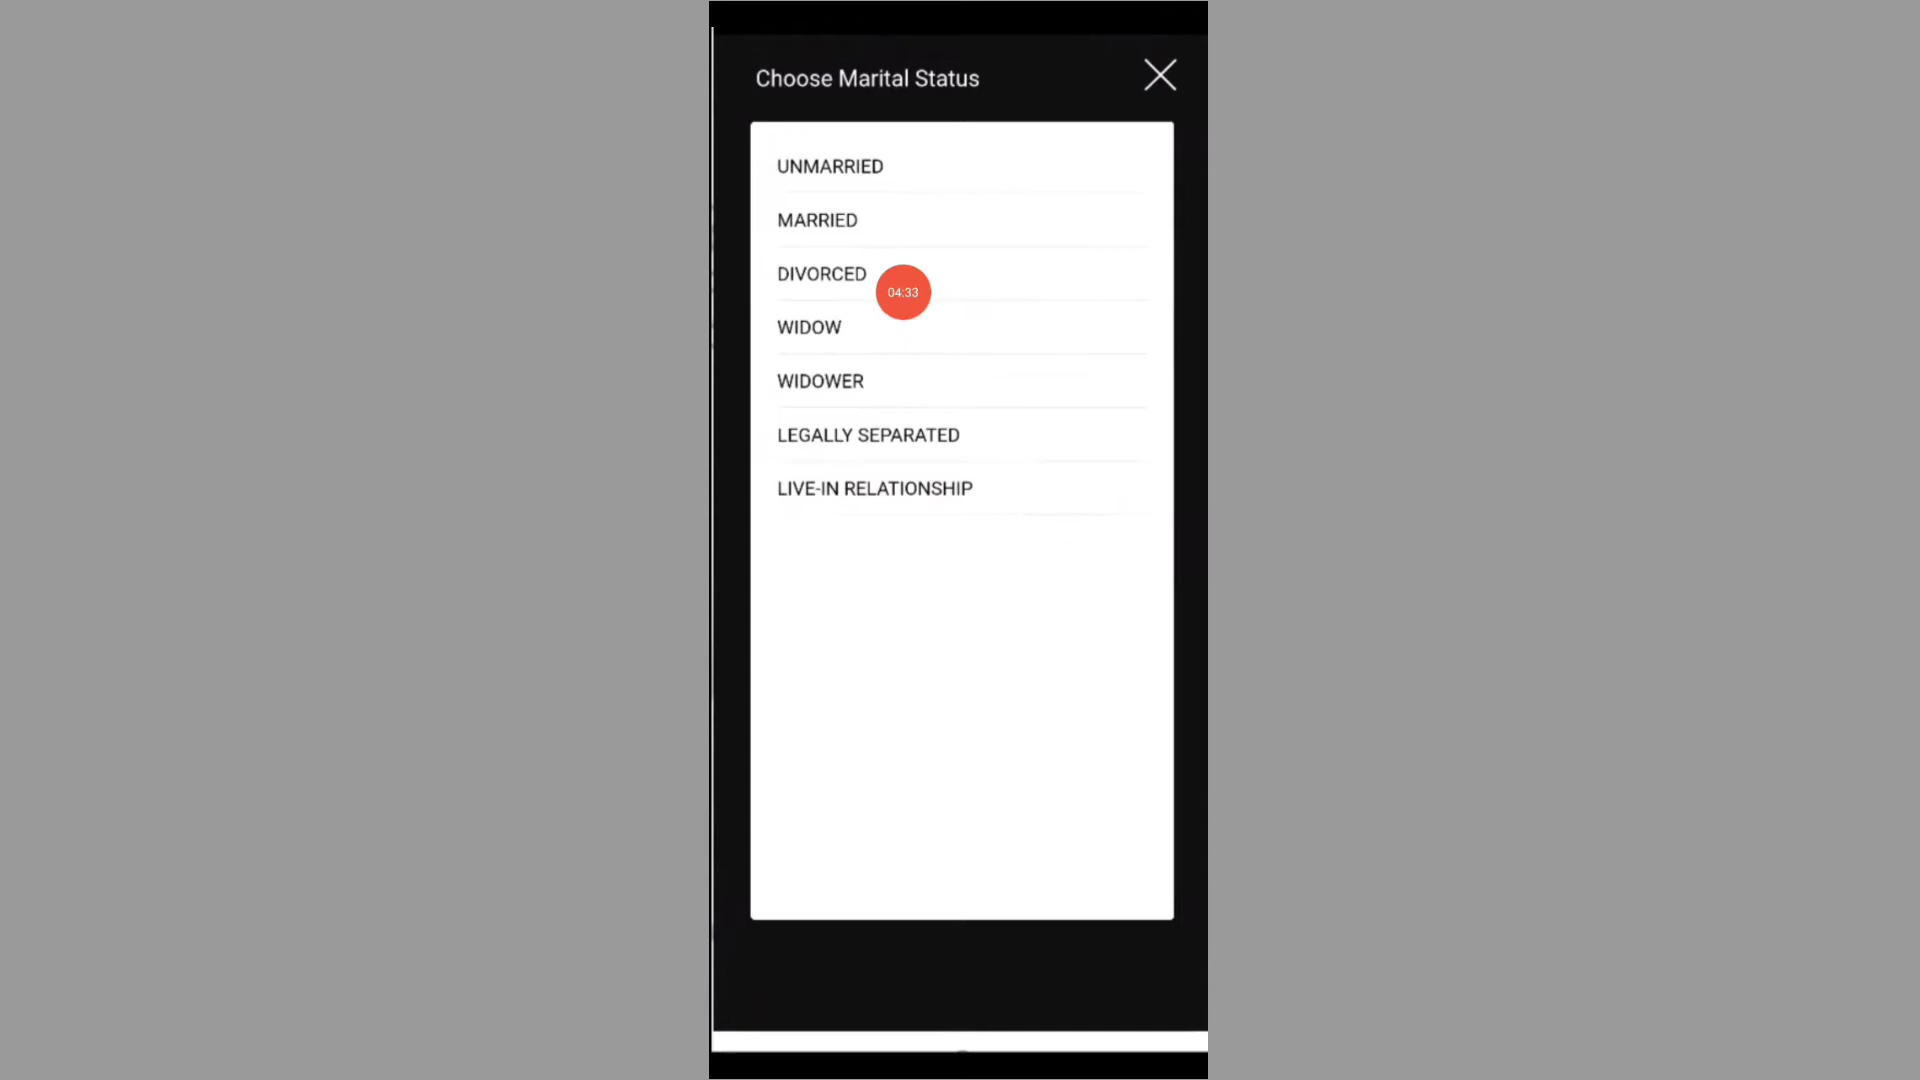 Choose Marital Status
UNMARRIED
MARRIED
DIVORCED
04:33
WIDOW
WIDOWER
LEGALLY SEPARATED
LIVE-IN RELATIONSHIP